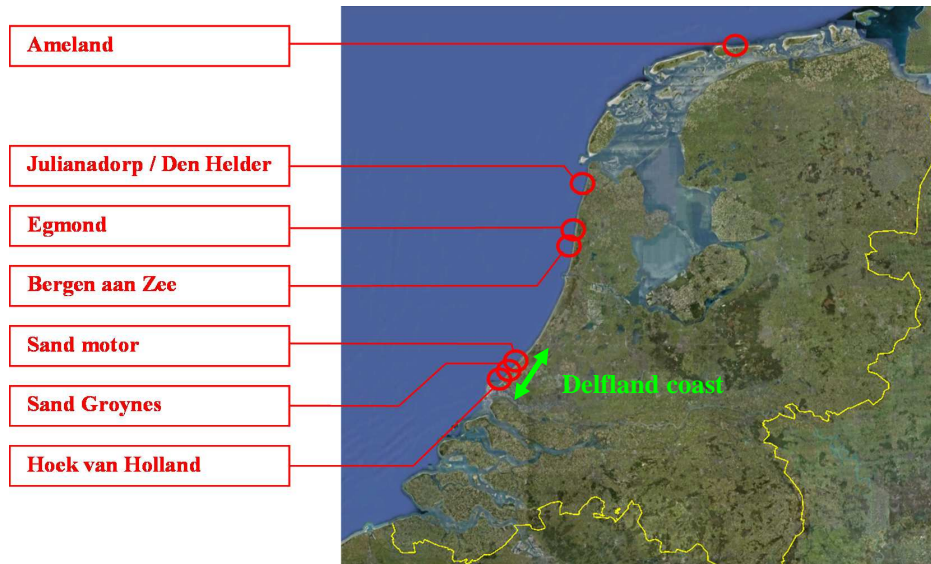 Ameland
Julianadorp / Den Helder
Egmond
Bergen aan Zee
Sand motor
Sand Groynes
Hoek van Holland
Delfland coast